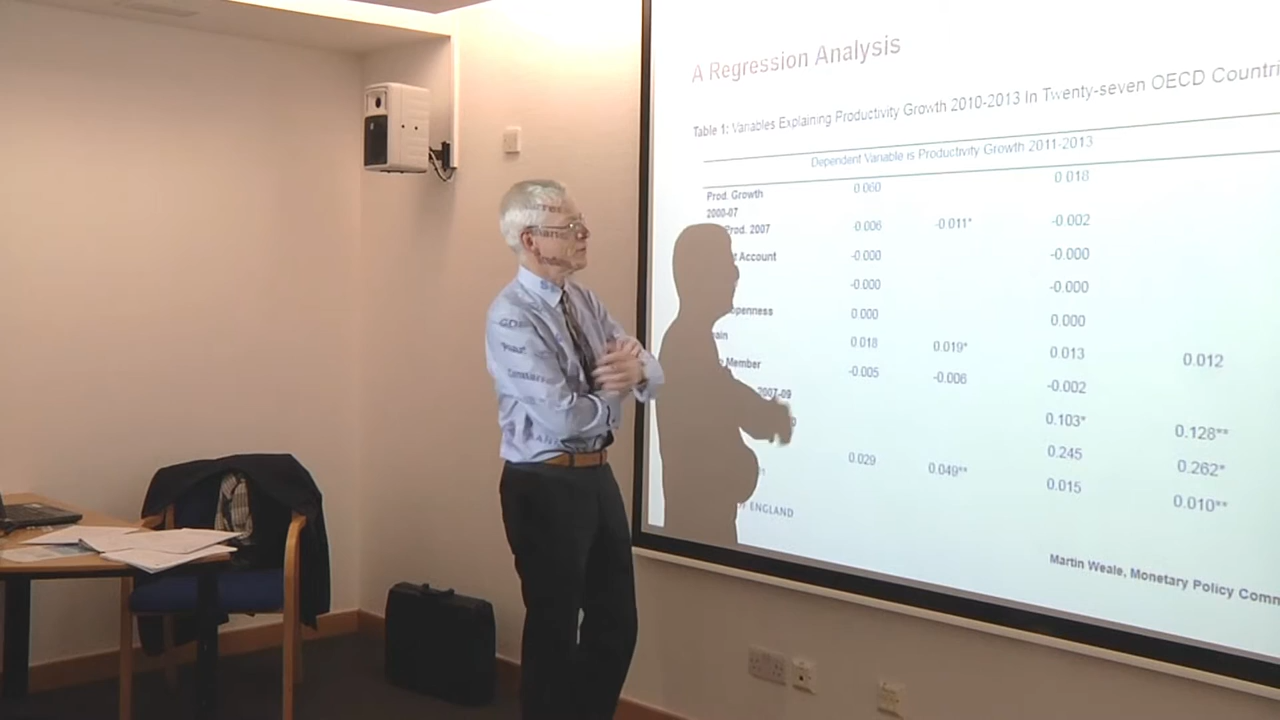 A Regression Analysis
Table 1: Variables Explaining Productivity Growth 2010-2013 In Twenty-seven OECD Countri
Dependent Variable is Productivity Growth 2011-2013
Prod. Growth 0.060 0.018
2000-07
Prod. 2007 -0.006 -0.011* -0.002
Account -0.000 -0.000
-0.000 -0.000
openness 0.000 0.000
ain 0.018 0.019* 0.013 0.012
Member -0.005 -0.006 -0.002
2007-09 0.103* 0.128**
0.245 0.262*
0.029 0.049** 0.015 0.010**
ENGLAND
Martin Weale, Monetary Policy Comm